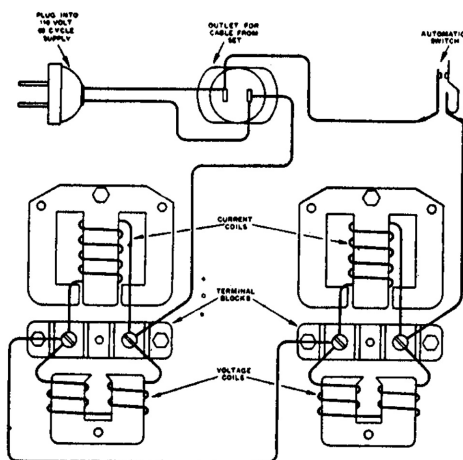 PLUG INTO
110 VOLT
60 CYCLE
SUPPLY
OUTLET FOR
CABLE FROM
SET
AUTOMATIC
SWITCH
CURRENT
COILS
TERMINAL
BLOCKS
VOLTAGE
COILS